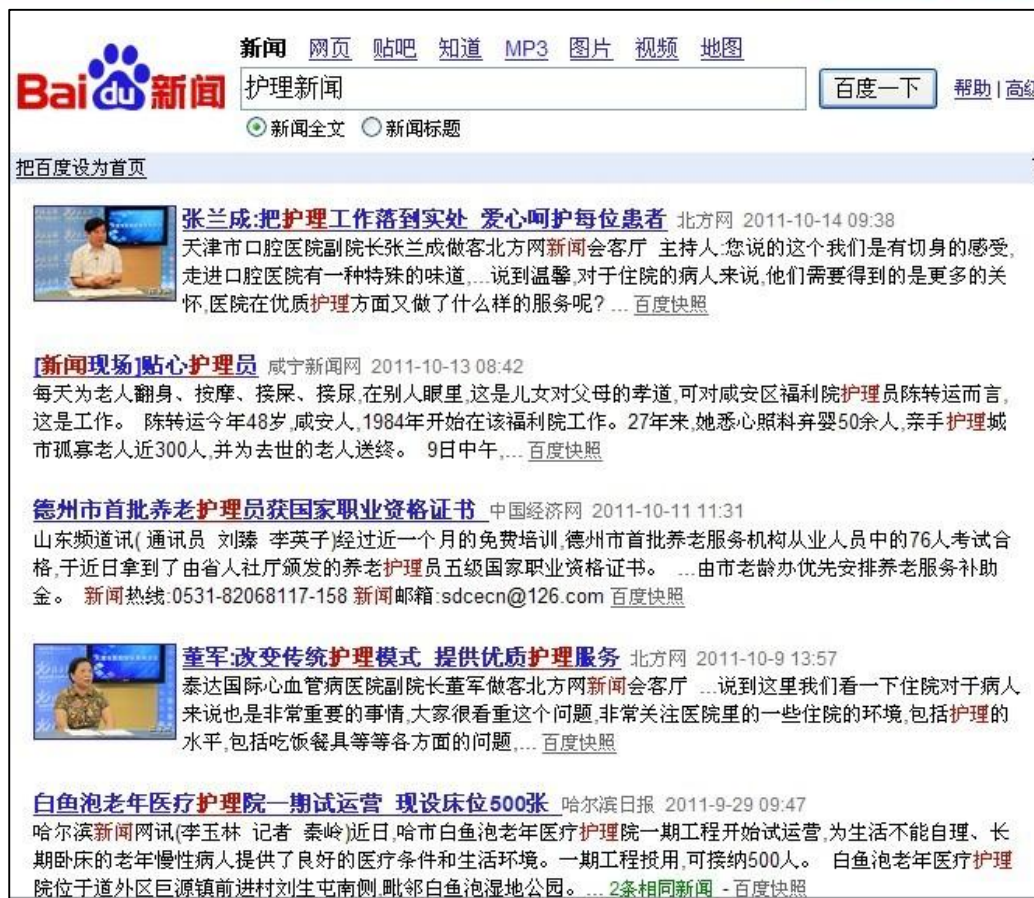 新闻 网页 贴吧 知道 MP3 图片 视频 地图
Bai du 新闻 护理新闻 百度一下 帮助 | 高级
新闻全文 新闻标题
把百度设为首页
张兰成:把护理工作落到实处 爱心呵护每位患者 北方网 2011-10-14 09:38
天津市口腔医院副院长张兰成做客北方网新闻会客厅 主持人:您说的这个我们是有切身的感受,
走进口腔医院有一种特殊的味道,...说到温馨,对于住院的病人来说,他们需要得到的是更多的关
怀,医院在优质护理方面又做了什么样的服务呢? ... 百度快照
[新闻现场]贴心护理员 咸宁新闻网 2011-10-13 08:42
每天为老人翻身、按摩、接屎、接尿,在别人眼里,这是儿女对父母的孝道,可对咸安区福利院护理员陈转运而言,
这是工作。 陈转运今年48岁,咸安人,1984年开始在该福利院工作。27年来,她悉心照料弃婴50余人,亲手护理城
市孤寡老人近300人,并为去世的老人送终。 9日中午,... 百度快照
德州市首批养老护理员获国家职业资格证书 中国经济网 2011-10-11 11:31
山东频道讯( 通讯员 刘臻 李英子)经过近一个月的免费培训,德州市首批养老服务机构从业人员中的76人考试合
格,于近日拿到了由省人社厅颁发的养老护理员五级国家职业资格证书。 ...由市老龄办优先安排养老服务补助
金。 新闻热线:0531-82068117-158 新闻邮箱:sdcecn@126.com 百度快照
董军:改变传统护理模式 提供优质护理服务 北方网 2011-10-9 13:57
泰达国际心血管病医院副院长董军做客北方网新闻会客厅 ...说到这里我们看一下住院对于病人
来说也是非常重要的事情,大家很看重这个问题,非常关注医院里的一些住院的环境,包括护理的
水平,包括吃饭餐具等等各方面的问题,... 百度快照
白鱼泡老年医疗护理院一期试运营 现设床位500张 哈尔滨日报 2011-9-29 09:47
哈尔滨新闻网讯(李玉林 记者 秦岭)近日,哈市白鱼泡老年医疗护理院一期工程开始试运营,为生活不能自理、长
期卧床的老年慢性病人提供了良好的医疗条件和生活环境。一期工程投用,可接纳500人。 白鱼泡老年医疗护理
院位于道外区巨源镇前进村刘生屯南侧,毗邻白鱼泡湿地公园。 ... 2条相同新闻 - 百度快照